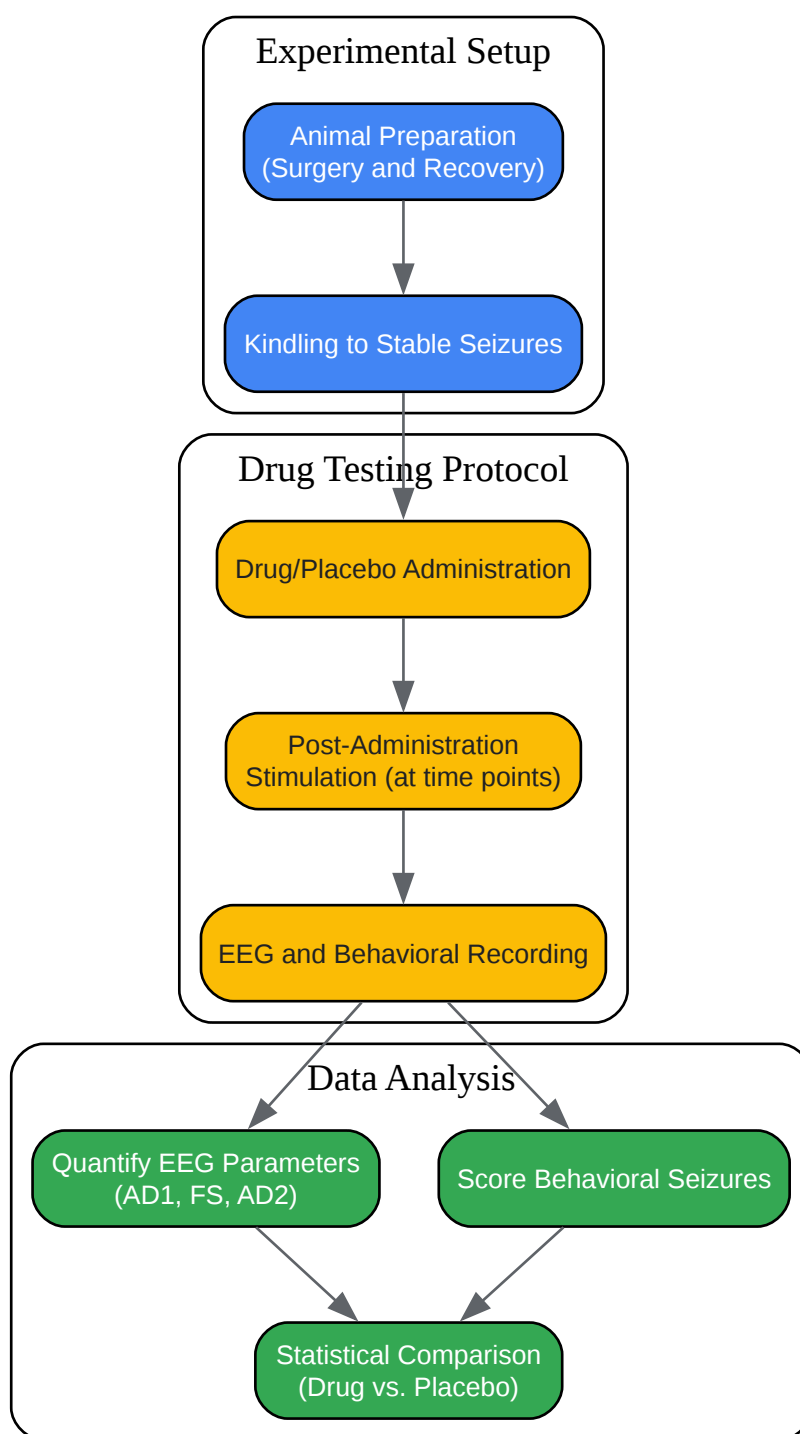 Experimental Setup
Animal Preparation
(Surgery and Recovery)
Kindling to Stable Seizures
Drug Testing Protocol
Drug/Placebo Administration
Post-Administration
Stimulation (at time points)
EEG and Behavioral Recording
Data Analysis
Quantify EEG Parameters
(AD1, FS, AD2)
Score Behavioral Seizures
Statistical Comparison
(Drug vs. Placebo)